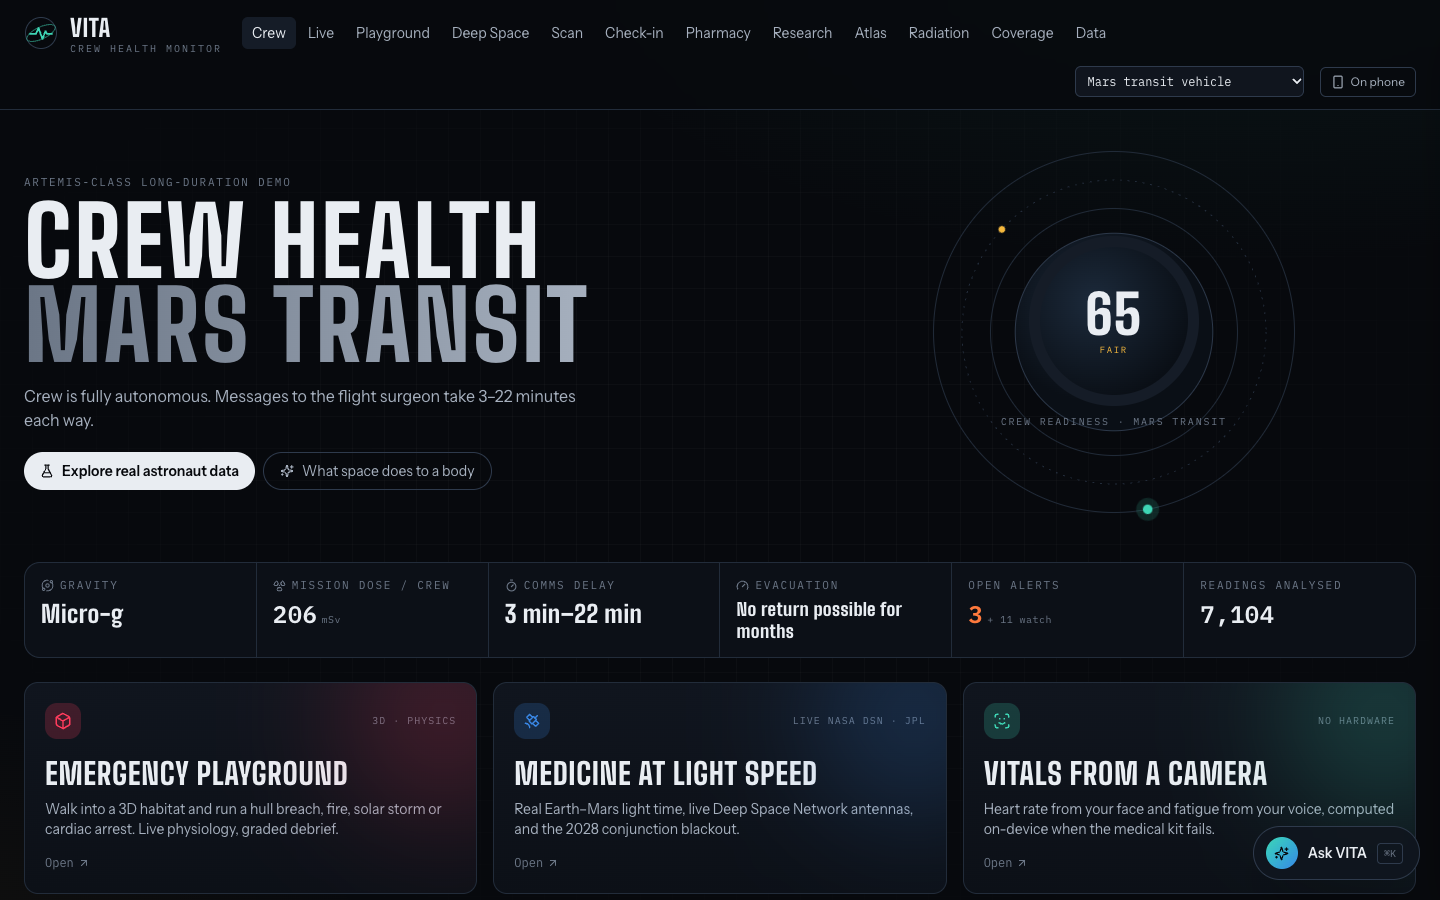 VITA
CREW HEALTH MONITOR
Crew
Live
Playground
Deep Space
Scan
Check-in
Pharmacy
Research
Atlas
Radiation
Coverage
Data
Mars transit vehicle
On phone
ARTEMIS-CLASS LONG-DURATION DEMO
CREW HEALTH
MARS TRANSIT
Crew is fully autonomous. Messages to the flight surgeon take 3–22 minutes
each way.
Explore real astronaut data
What space does to a body
65
FAIR
CREW READINESS · MARS TRANSIT
GRAVITY
Micro-g
MISSION DOSE / CREW
206 mSv
COMMS DELAY
3 min–22 min
EVACUATION
No return possible for
months
OPEN ALERTS
3 + 11 watch
READINGS ANALYSED
7,104
3D · PHYSICS
EMERGENCY PLAYGROUND
Walk into a 3D habitat and run a hull breach, fire, solar storm or
cardiac arrest. Live physiology, graded debrief.
Open
LIVE NASA DSN · JPL
MEDICINE AT LIGHT SPEED
Real Earth–Mars light time, live Deep Space Network antennas,
and the 2028 conjunction blackout.
Open
NO HARDWARE
VITALS FROM A CAMERA
Heart rate from your face and fatigue from your voice, computed
on-device when the medical kit fails.
Open
Ask VITA
⌘K